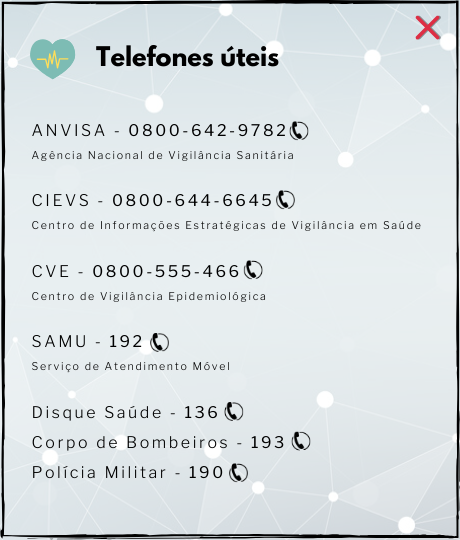 Telefones úteis
ANVISA - 0800-642-9782
Agência Nacional de Vigilância Sanitária
CIEVS - 0800-644-6645
Centro de Informações Estratégicas de Vigilância em Saúde
CVE - 0800-555-466
Centro de Vigilância Epidemiológica
SAMU - 192
Serviço de Atendimento Móvel
Disque Saúde - 136
Corpo de Bombeiros - 193
Polícia Militar - 190